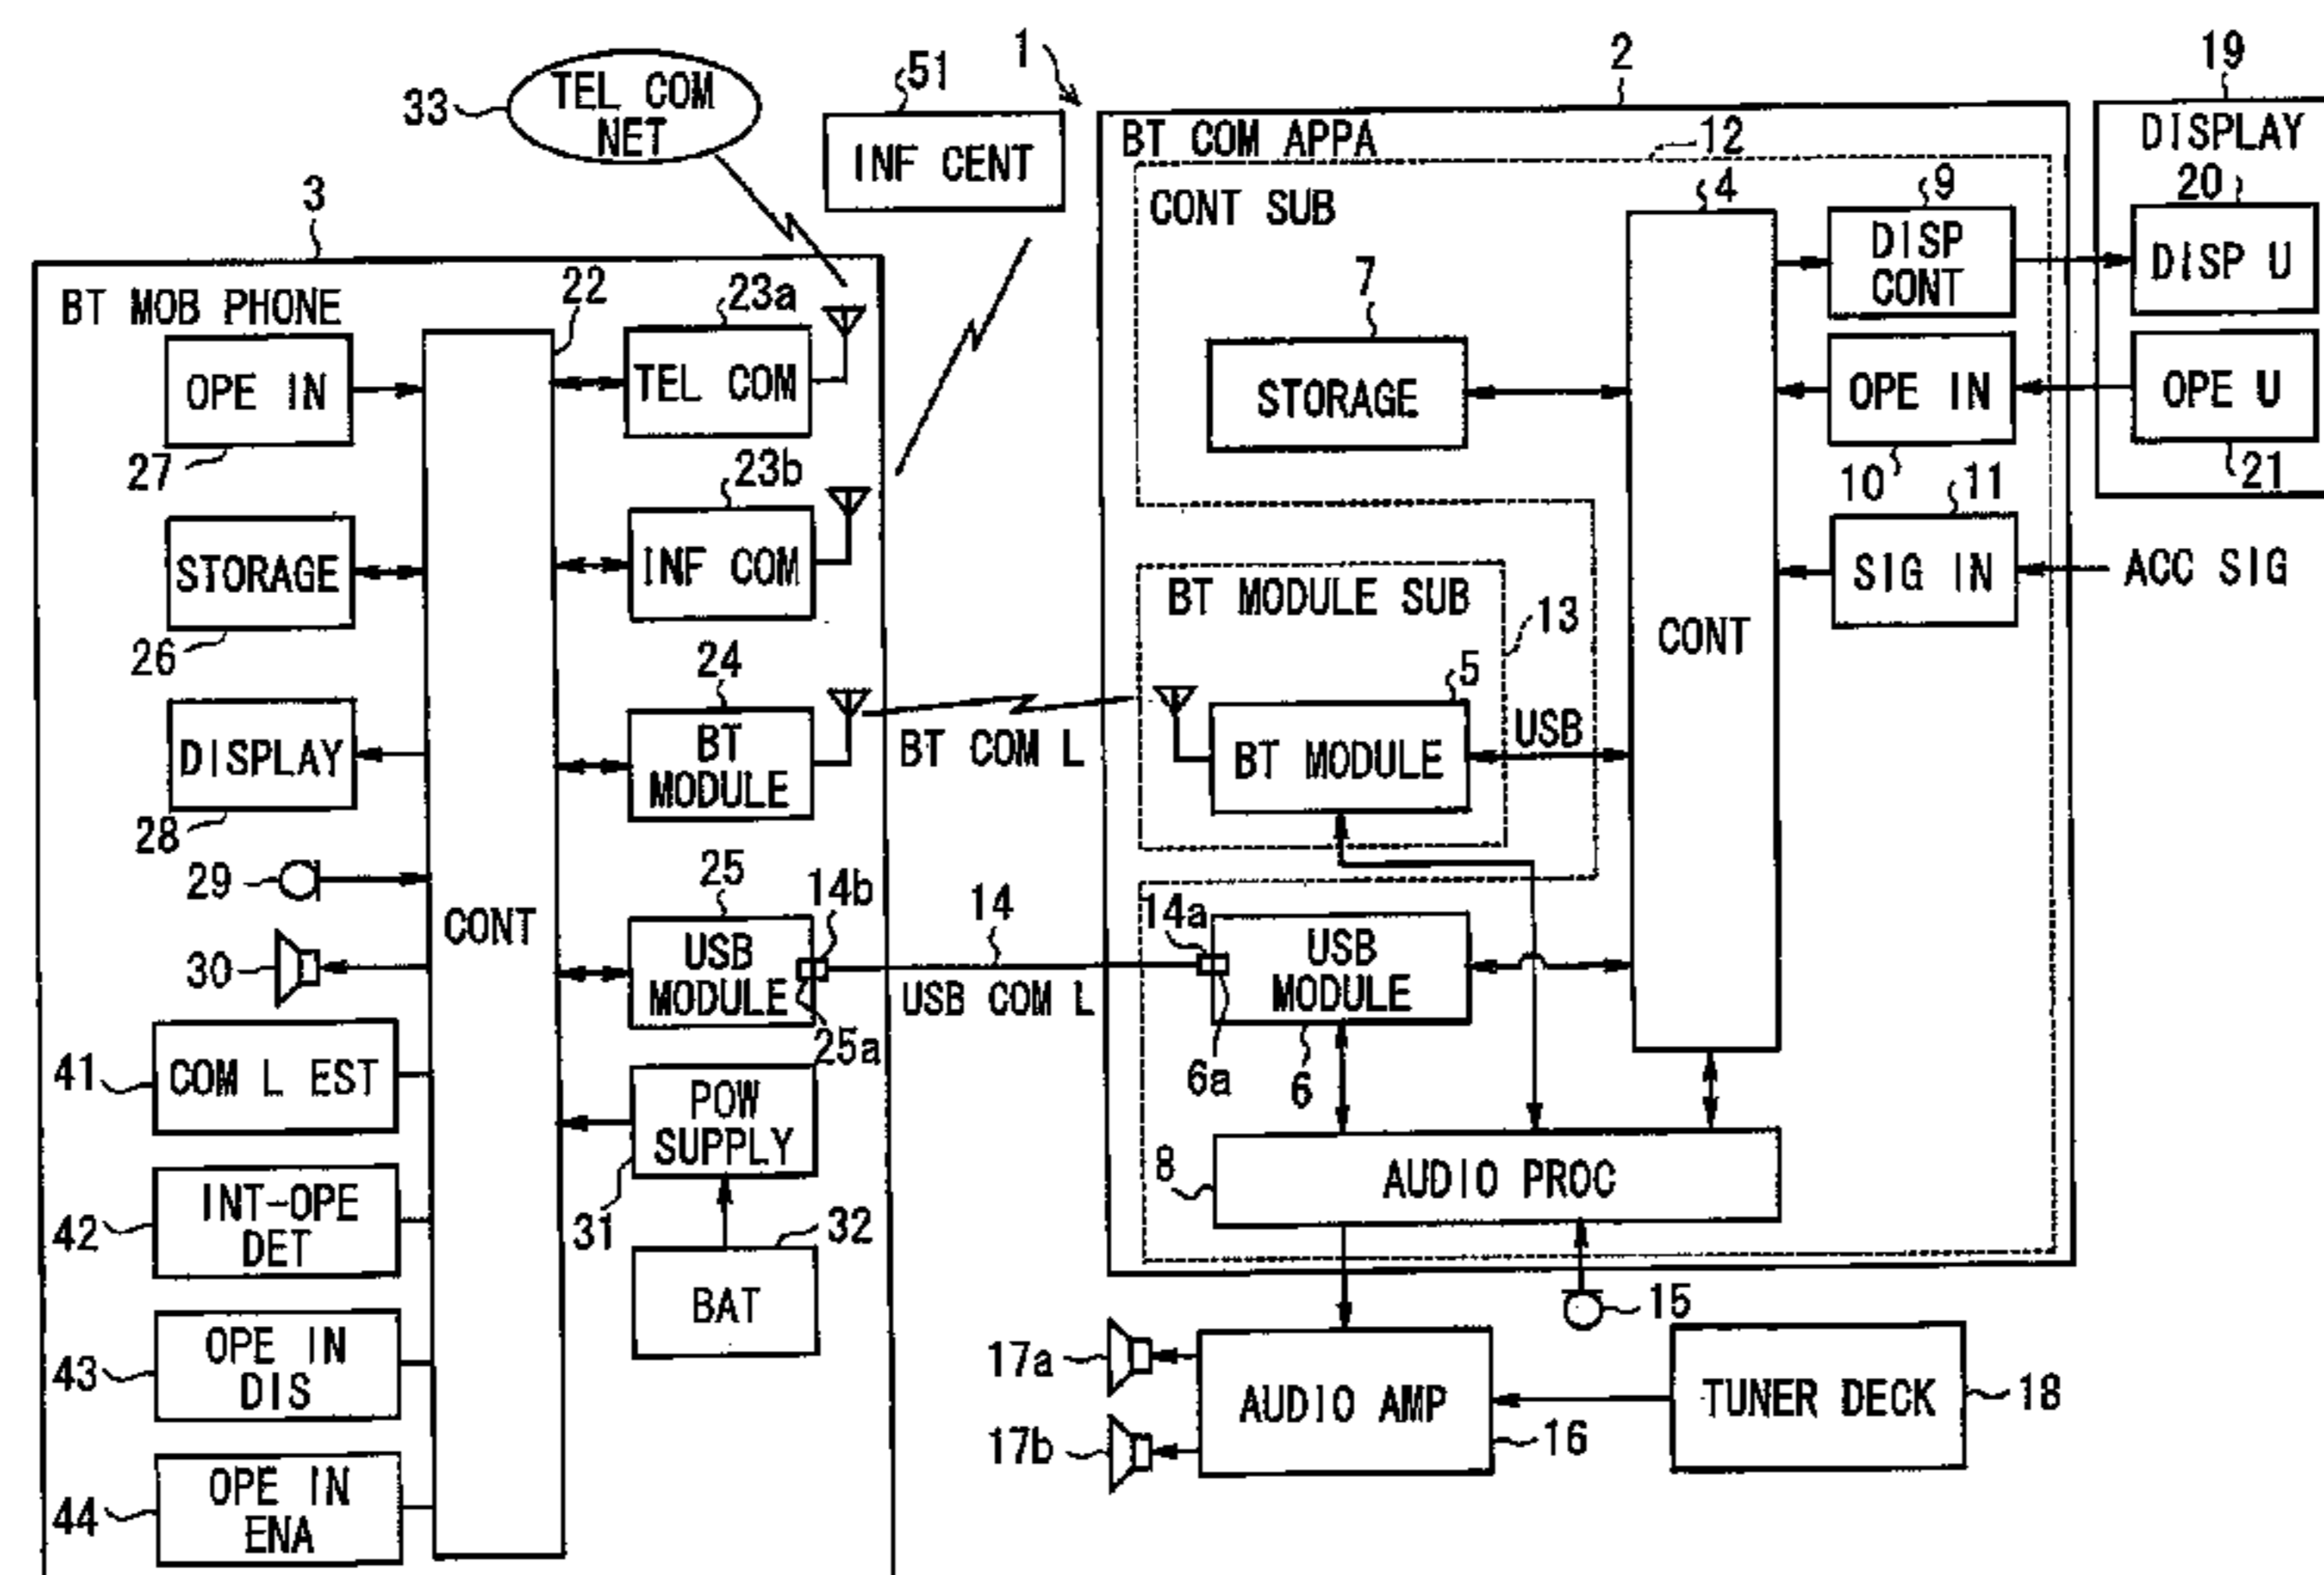 33
TEL COM
NET
51
INF CENT
1
2
19
BT COM APPA
12
DISPLAY
CONT SUB
4
9
20
DISP
CONT
DISP U
7
STORAGE
OPE IN
OPE U
10
21
11
SIG IN
ACC SIG
CONT
BT MODULE SUB
13
5
BT MODULE
USB
14a
USB
MODULE
6a
6
8
AUDIO PROC
15
17a
17b
AUDIO AMP
16
TUNER DECK
18
3
BT MOB PHONE
22
23a
OPE IN
TEL COM
27
23b
STORAGE
INF COM
26
24
DISPLAY
BT
MODULE
BT COM L
28
29
25
14b
14
CONT
USB
MODULE
USB COM L
30
25a
41
COM L EST
POW
SUPPLY
42
INT-OPE
DET
31
32
BAT
43
OPE IN
DIS
44
OPE IN
ENA